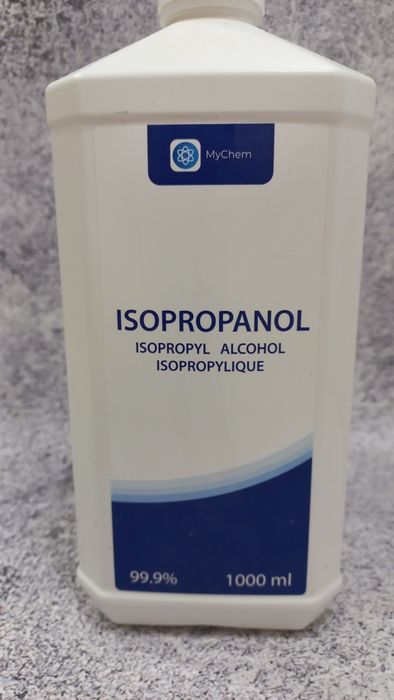 MyChem
ISOPROPANOL
ISOPROPYL ALCOHOL
ISOPROPYLIQUE
99.9% 1000 ml